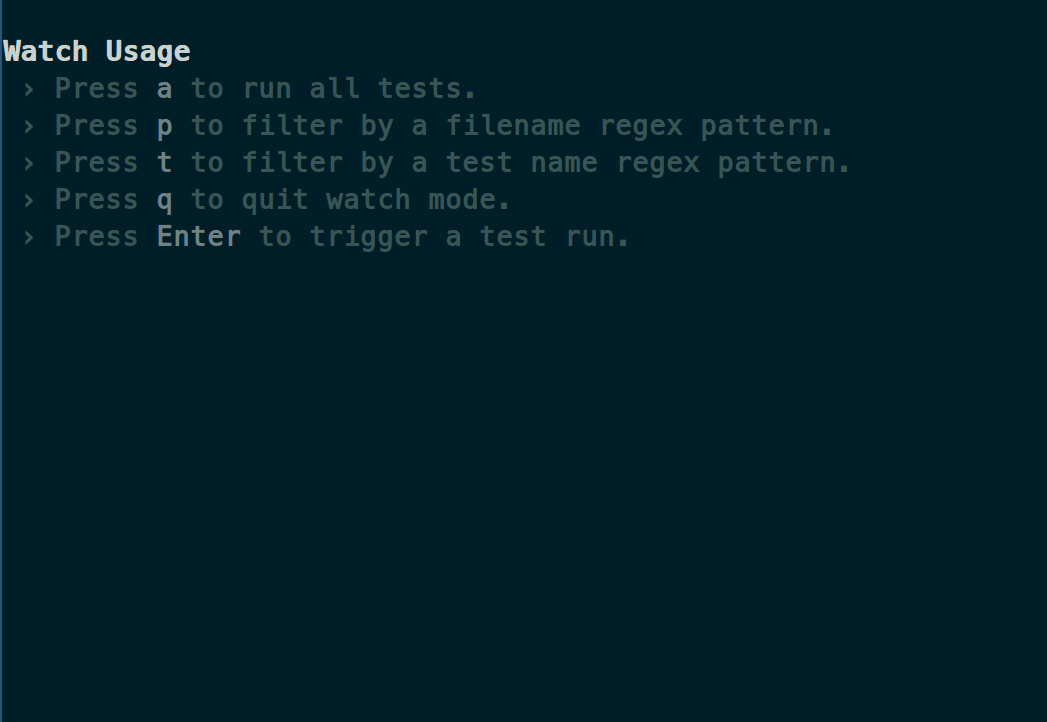 Watch Usage
› Press a to run all tests.
› Press p to filter by a filename regex pattern.
› Press t to filter by a test name regex pattern.
› Press q to quit watch mode.
› Press Enter to trigger a test run.